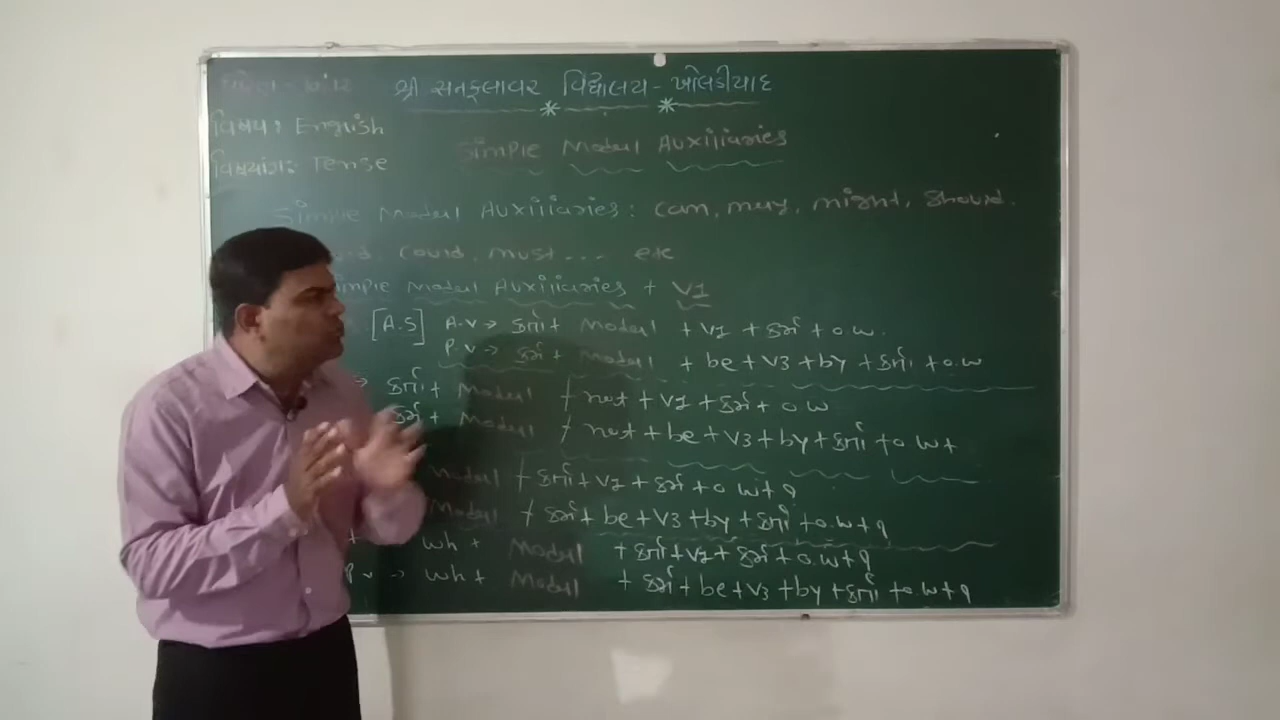 શ્રી સનફલાવર વિદ્યાલય - ખોલડીયાદ
વિષય: English
Simple Modal Auxiliaries
વિષયાંગ: Tense
Simple Modal Auxiliaries: can, may, might, should.
could, must... etc
Simple Modal Auxiliaries + V1
[A.S] A.v → કર્તા + Modal + V1 + કર્મ + o.w.
P.v → કર્મ + Modal + be + V3 + by + કર્તા + o.w
→ કર્તા + Modal + not + V1 + કર્મ + o w
કર્મ + Modal + not + be + V3 + by + કર્તા + o w +
Modal + કર્તા + V1 + કર્મ + o w + ?
Modal + કર્મ + be + V3 + by + કર્તા + o.w + ?
wh + Modal + કર્તા + V1 + કર્મ + o.w + ?
P.v → wh + Modal + કર્મ + be + V3 + by + કર્તા + o.w + ?